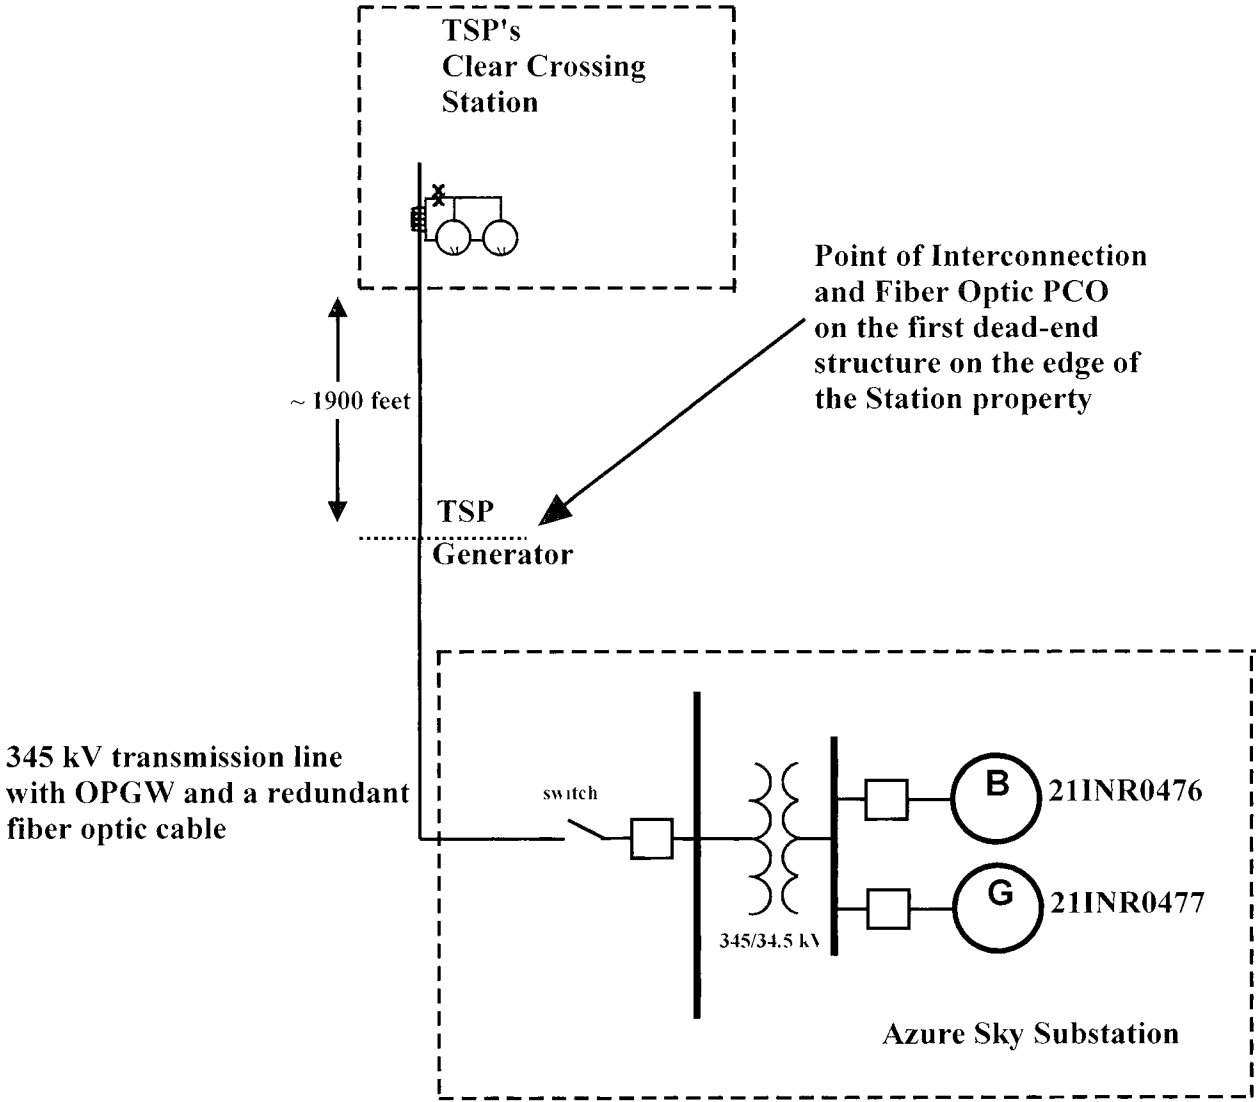 TSP's
Clear Crossing
Station
Point of Interconnection
and Fiber Optic PCO
on the first dead-end
structure on the edge of
the Station property
~ 1900 feet
TSP
Generator
345 kV transmission line
with OPGW and a redundant
fiber optic cable
switch
B
21INR0476
G
21INR0477
345/34.5 kV
Azure Sky Substation